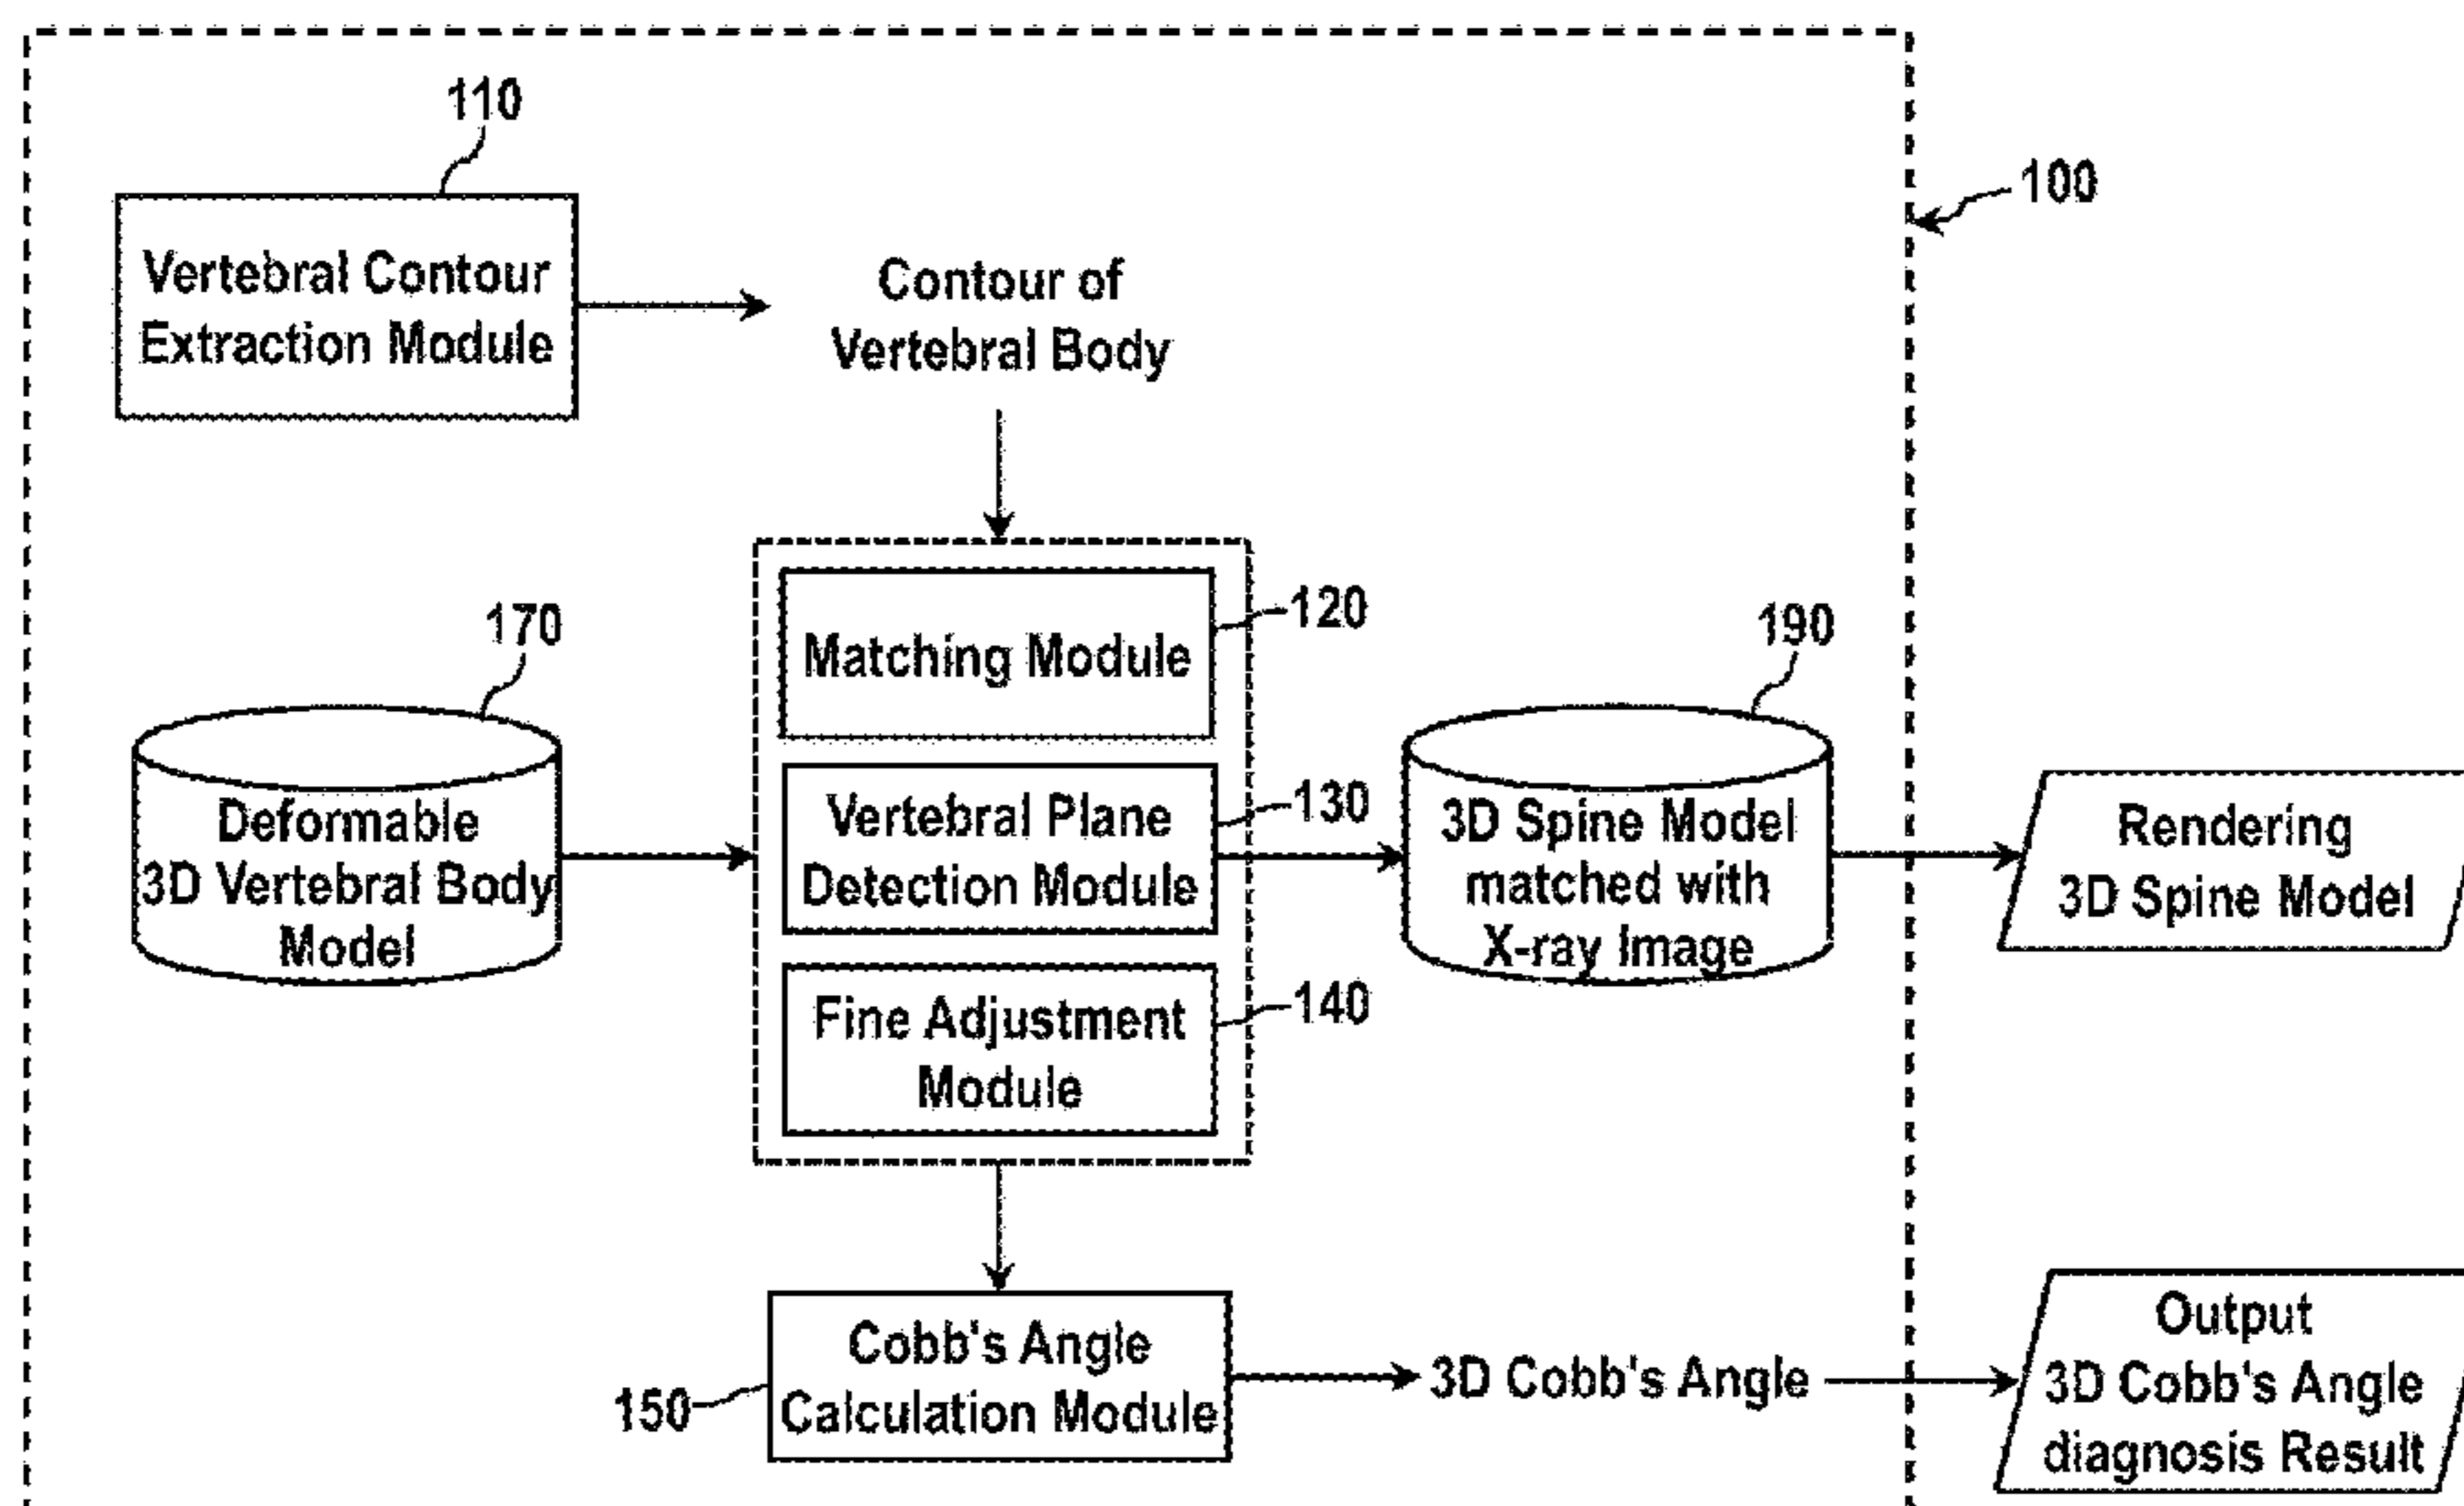 110
100
Vertebral Contour
Extraction Module
Contour of
Vertebral Body
170
120
190
Matching Module
Deformable
3D Vertebral Body
Model
Vertebral Plane
Detection Module
130
3D Spine Model
matched with
X-ray Image
Rendering
3D Spine Model
Fine Adjustment
Module
140
Cobb's Angle
Calculation Module
150
3D Cobb's Angle
Output
3D Cobb's Angle
diagnosis Result